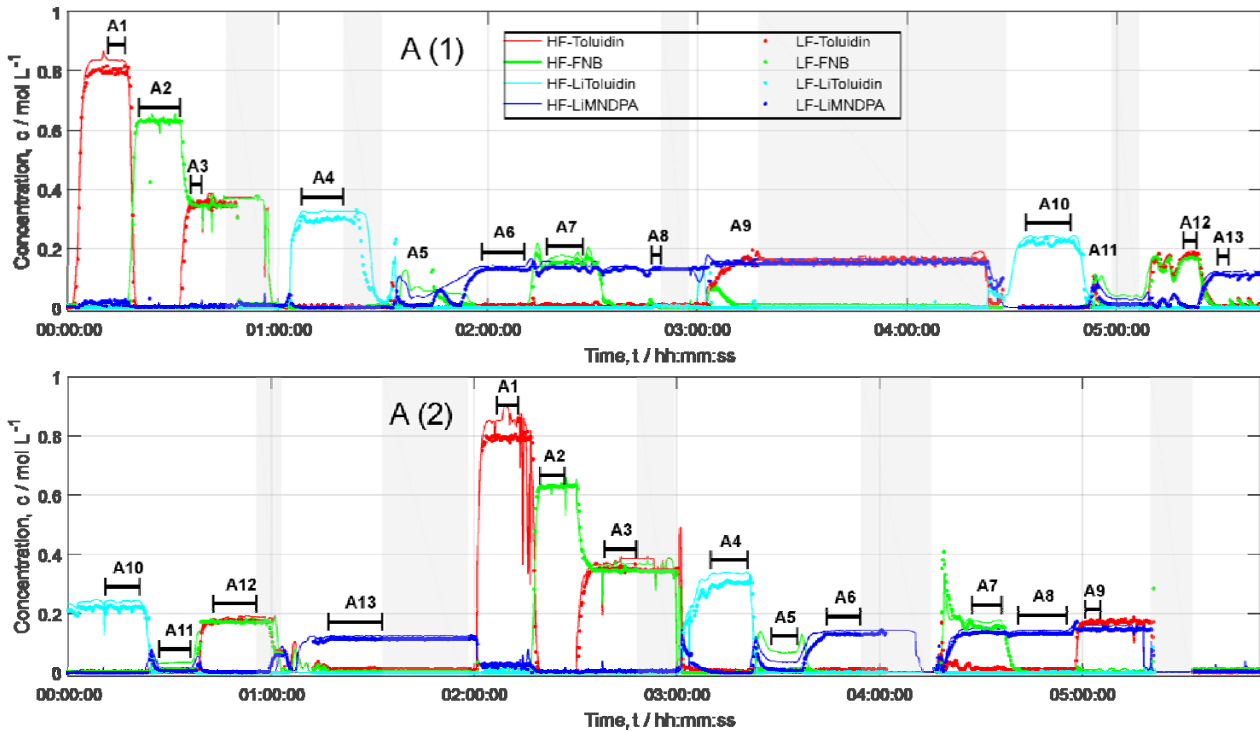 A (1)
HF-Toluidin
LF-Toluidin
HF-FNB
LF-FNB
HF-LiToluidin
LF-LiToluidin
HF-LiMNDPA
LF-LiMNDPA
A1
A2
A3
A4
A5
A6
A7
A8
A9
A10
A11
A12
A13
1
0.8
0.6
0.4
0.2
0
Concentration, c / mol L⁻¹
00:00:00
01:00:00
02:00:00
03:00:00
04:00:00
05:00:00
Time, t / hh:mm:ss
A (2)
A10
A11
A12
A13
A1
A2
A3
A4
A5
A6
A7
A8
A9
1
0.8
0.6
0.4
0.2
0
Concentration, c / mol L⁻¹
00:00:00
01:00:00
02:00:00
03:00:00
04:00:00
05:00:00
Time, t / hh:mm:ss